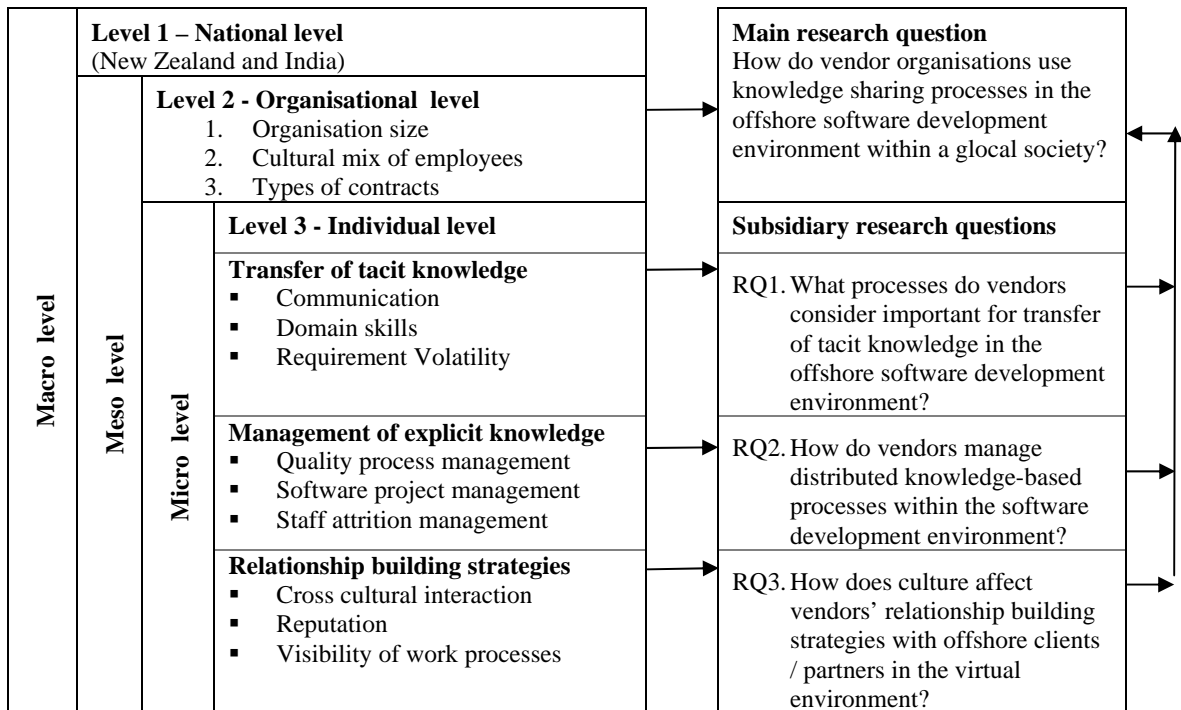 Macro level
Meso level
Micro level
Level 1 – National level
(New Zealand and India)
Level 2 - Organisational level
1. Organisation size
2. Cultural mix of employees
3. Types of contracts
Level 3 - Individual level
Transfer of tacit knowledge
▪ Communication
▪ Domain skills
▪ Requirement Volatility
Management of explicit knowledge
▪ Quality process management
▪ Software project management
▪ Staff attrition management
Relationship building strategies
▪ Cross cultural interaction
▪ Reputation
▪ Visibility of work processes
Main research question
How do vendor organisations use
knowledge sharing processes in the
offshore software development
environment within a glocal society?
Subsidiary research questions
RQ1. What processes do vendors
consider important for transfer
of tacit knowledge in the
offshore software development
environment?
RQ2. How do vendors manage
distributed knowledge-based
processes within the software
development environment?
RQ3. How does culture affect
vendors’ relationship building
strategies with offshore clients
/ partners in the virtual
environment?